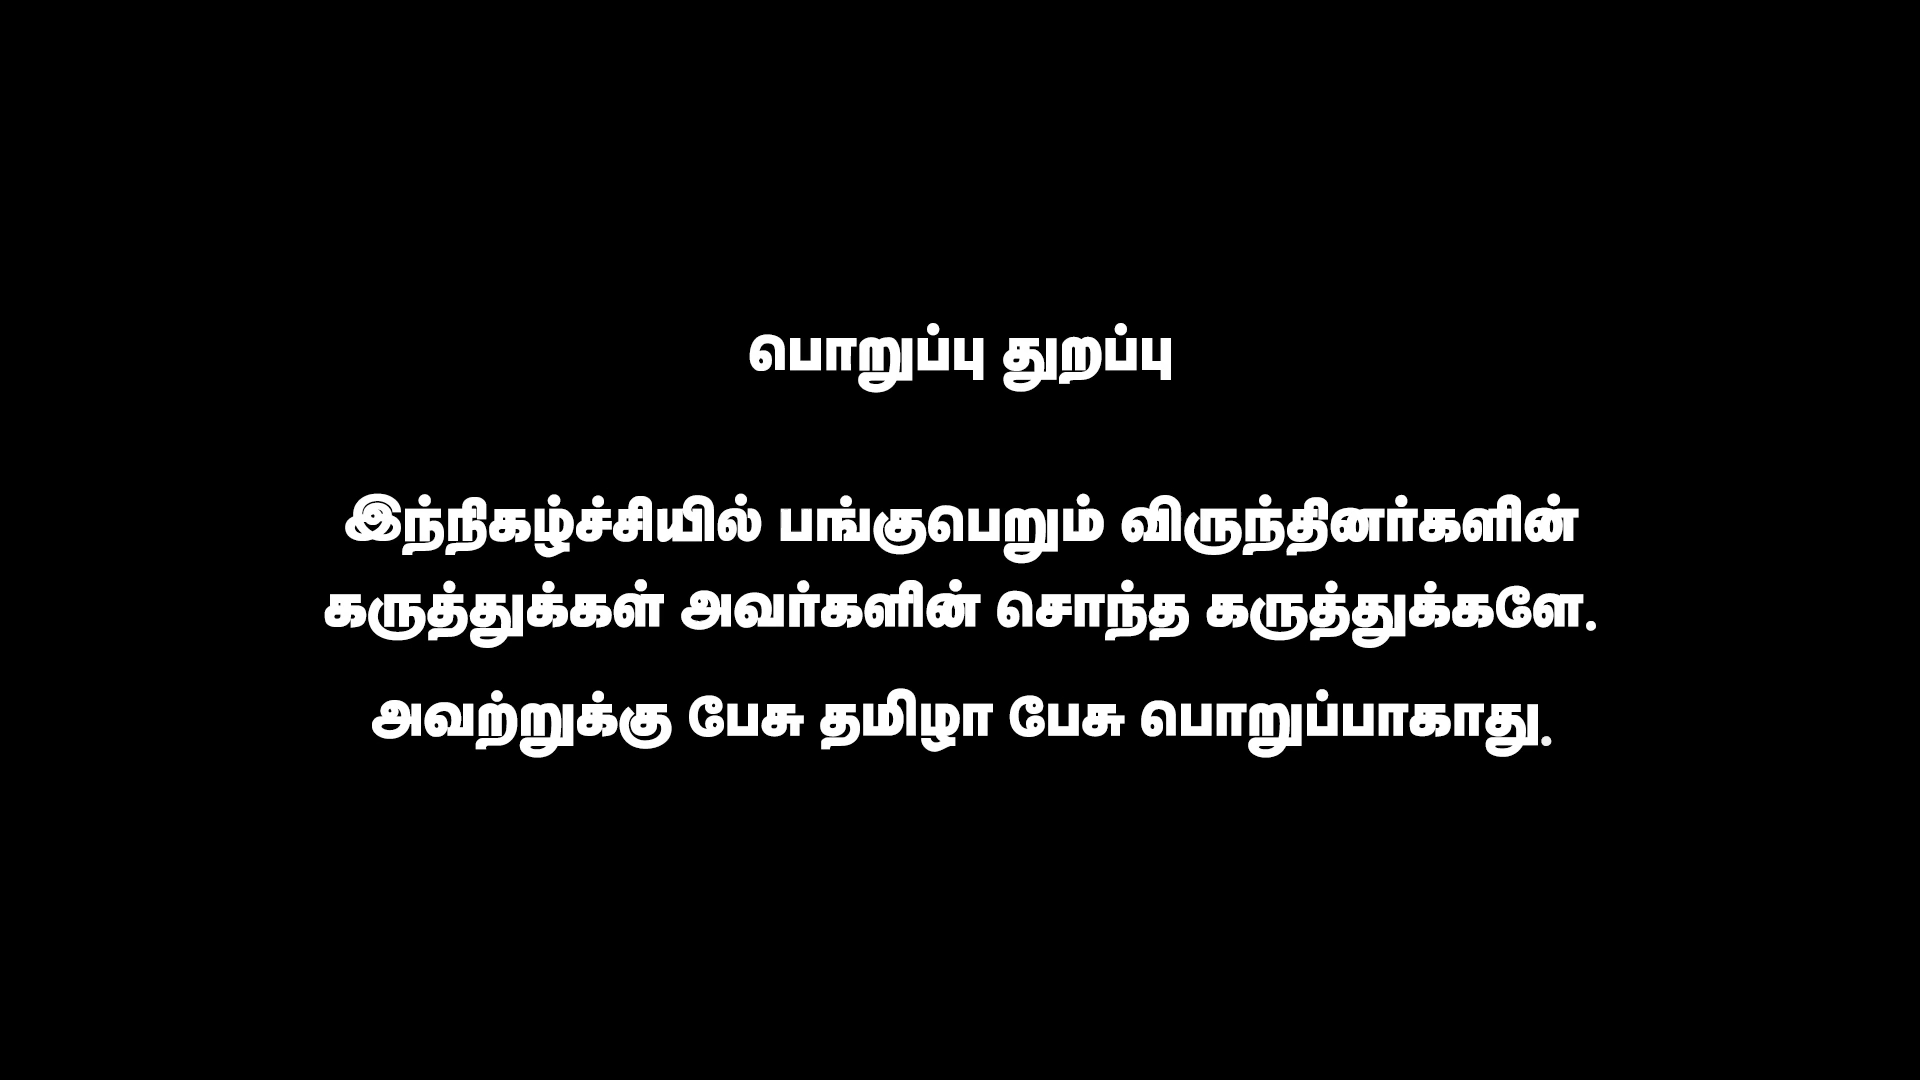 பொறுப்பு துறப்பு
இந்நிகழ்ச்சியில் பங்குபெறும் விருந்தினர்களின்
கருத்துக்கள் அவர்களின் சொந்த கருத்துக்களே.
அவற்றுக்கு பேசு தமிழா பேசு பொறுப்பாகாது.